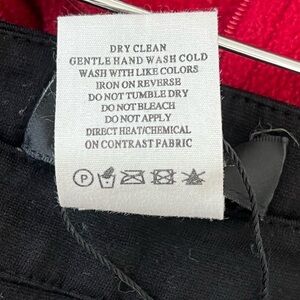 DRY CLEAN
GENTLE HAND WASH COLD
WASH WITH LIKE COLORS
IRON ON REVERSE
DO NOT TUMBLE DRY
DO NOT BLEACH
DO NOT APPLY
DIRECT HEAT/CHEMICAL
ON CONTRAST FABRIC
P